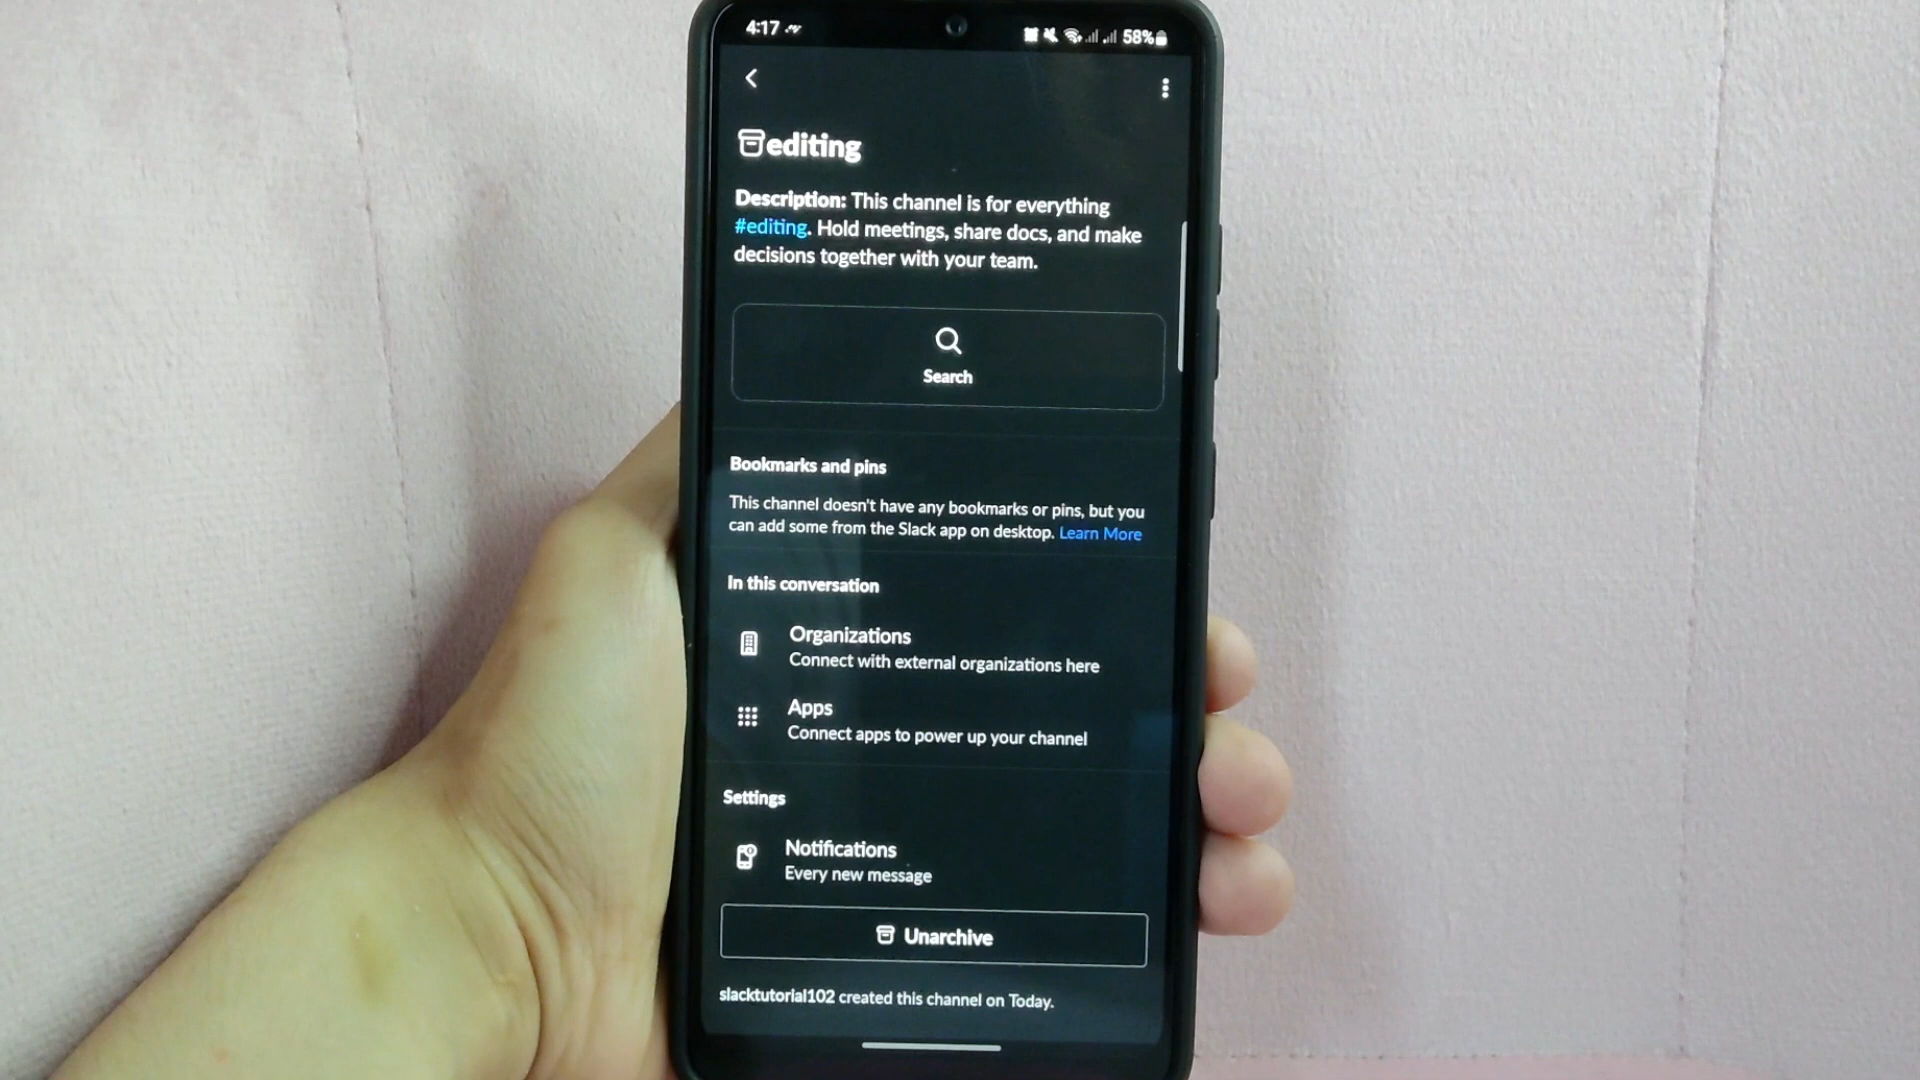 4:17
58%
editing
Description: This channel is for everything
#editing. Hold meetings, share docs, and make
decisions together with your team.
Search
Bookmarks and pins
This channel doesn't have any bookmarks or pins, but you
can add some from the Slack app on desktop. Learn More
In this conversation
Organizations
Connect with external organizations here
Apps
Connect apps to power up your channel
Settings
Notifications
Every new message
Unarchive
slacktutorial102 created this channel on Today.